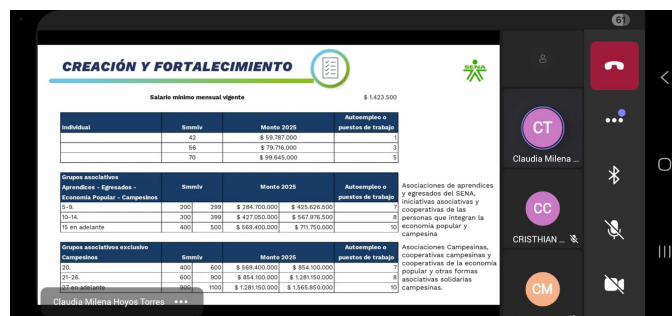 61
CREACIÓN Y FORTALECIMIENTO
SENA
Salario mínimo mensual vigente $ 1.423.500
Individual Smmlv Monto 2025 Autoempleo o puestos de trabajo
42 $ 59.787.000 1
56 $ 79.716.000 3
70 $ 99.645.000 5
Grupos asociativos
Aprendices - Egresados -
Economía Popular - Campesinos Smmlv Monto 2025 Autoempleo o puestos de trabajo
5-9. 200 299 $ 284.700.000 $ 425.626.500 7
10-14. 300 399 $ 427.050.000 $ 567.976.500 8
15 en adelante 400 500 $ 569.400.000 $ 711.750.000 10
Asociaciones de aprendices
y egresados del SENA,
iniciativas asociativas y
cooperativas de las
personas que integran la
economía popular y
campesina
Grupos asociativos exclusivo
Campesinos Smmlv Monto 2025 Autoempleo o puestos de trabajo
20. 400 600 $ 569.400.000 $ 854.100.000 7
21-26. 600 900 $ 854.100.000 $ 1.281.150.000 8
27 en adelante 900 1100 $ 1.281.150.000 $ 1.565.850.000 10
Asociaciones Campesinas,
cooperativas campesinas y
cooperativas de la economía
popular y otras formas
asociativas solidarias
campesinas.
Claudia Milena Hoyos Torres
CT
Claudia Milena ...
CC
CRISTHIAN ...
CM